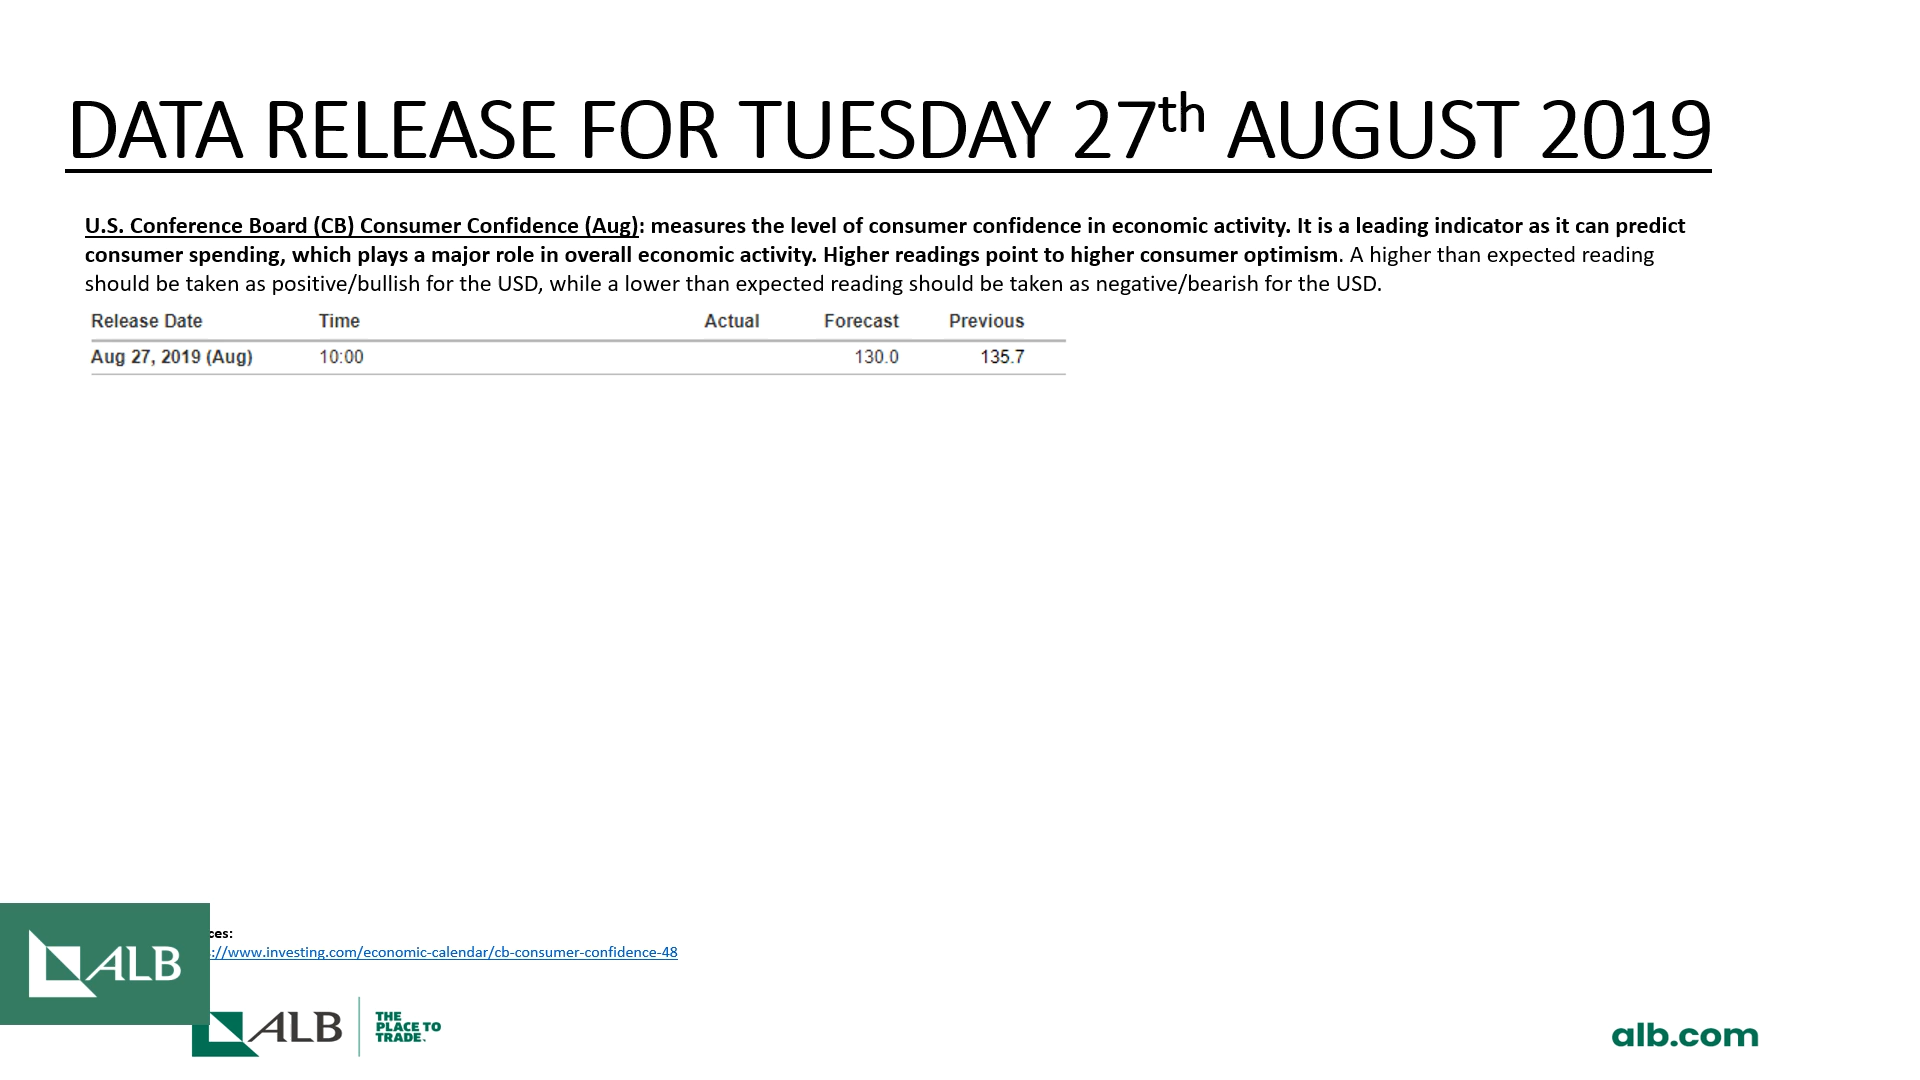 DATA RELEASE FOR TUESDAY 27th AUGUST 2019
U.S. Conference Board (CB) Consumer Confidence (Aug): measures the level of consumer confidence in economic activity. It is a leading indicator as it can predict
consumer spending, which plays a major role in overall economic activity. Higher readings point to higher consumer optimism. A higher than expected reading
should be taken as positive/bullish for the USD, while a lower than expected reading should be taken as negative/bearish for the USD.
Release Date Time Actual Forecast Previous
Aug 27, 2019 (Aug) 10:00 130.0 135.7
ces:
://www.investing.com/economic-calendar/cb-consumer-confidence-48
ALB
ALB
THE
PLACE TO
TRADE.
alb.com